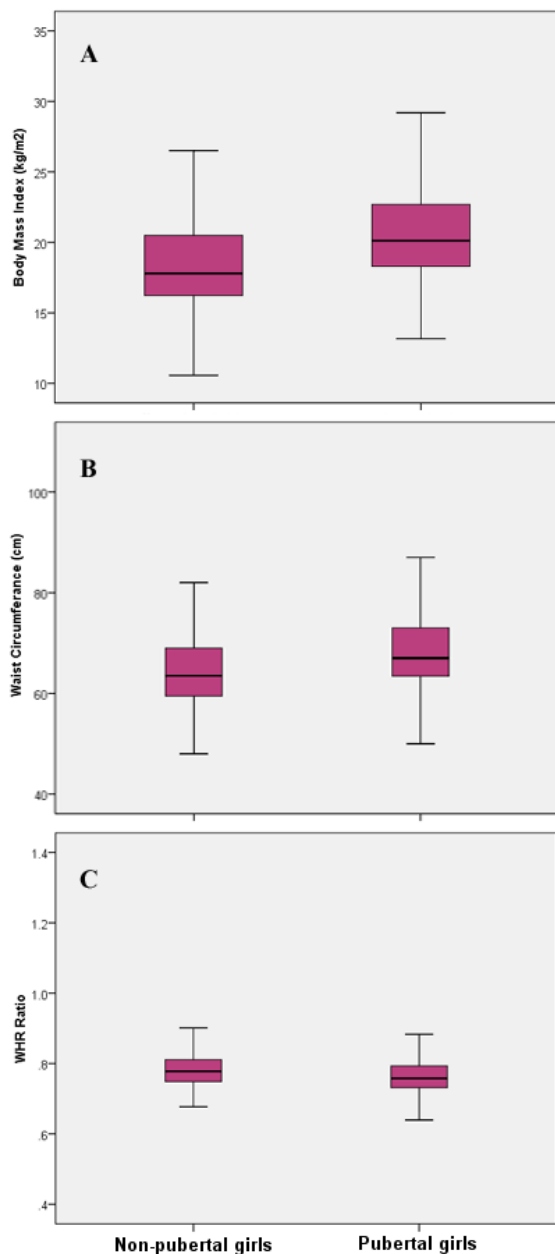 A
Body Mass Index (kg/m2)
35
30
25
20
15
10
B
Waist Circumferance (cm)
100
80
60
40
C
WHR Ratio
1.4
1.2
1.0
.8
.6
.4
Non-pubertal girls
Pubertal girls